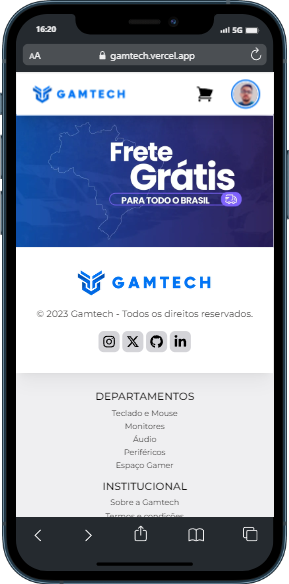 16:20
5G
AA
gamtech.vercel.app
GAMTECH
Frete
Grátis
PARA TODO O BRASIL
GAMTECH
© 2023 Gamtech - Todos os direitos reservados.
DEPARTAMENTOS
Teclado e Mouse
Monitores
Áudio
Periféricos
Espaço Gamer
INSTITUCIONAL
Sobre a Gamtech
Termos e condições